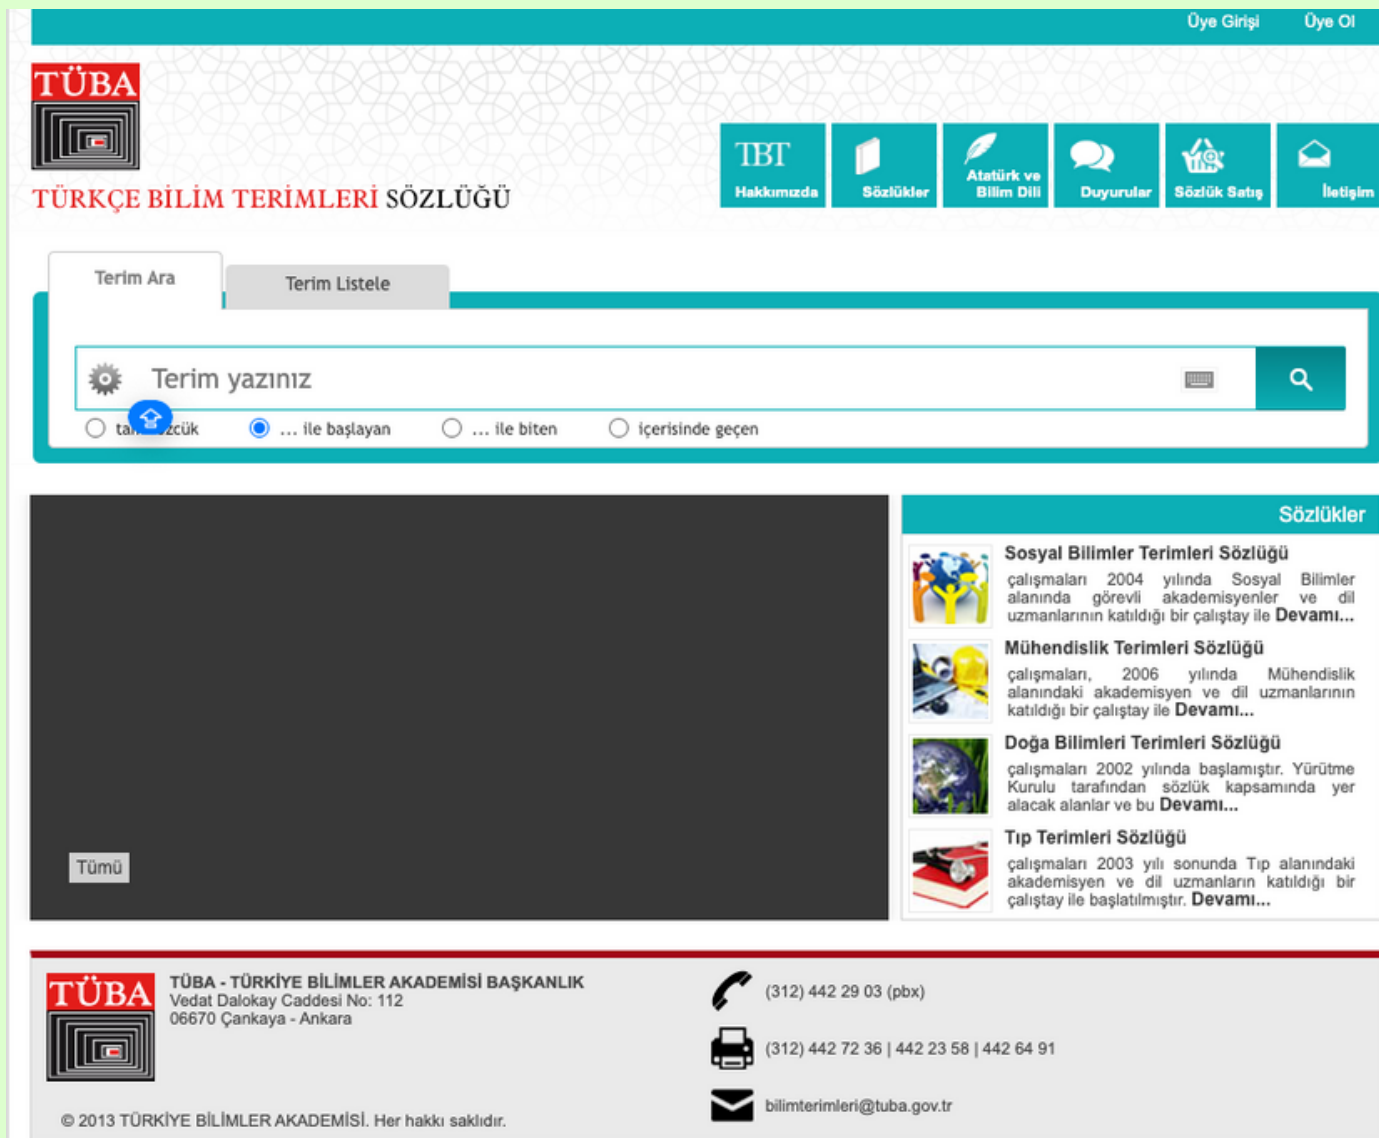 Üye Girişi Üye Ol
TÜBA
TÜRKÇE BİLİM TERİMLERİ SÖZLÜĞÜ
TBT
Hakkımızda
Sözlükler
Atatürk ve
Bilim Dili
Duyurular
Sözlük Satış
İletişim
Terim Ara
Terim Listele
Terim yazınız
... ile başlayan
... ile biten
içerisinde geçen
Tümü
Sözlükler
Sosyal Bilimler Terimleri Sözlüğü
çalışmaları 2004 yılında Sosyal Bilimler
alanında görevli akademisyenler ve dil
uzmanlarının katıldığı bir çalıştay ile Devamı...
Mühendislik Terimleri Sözlüğü
çalışmaları, 2006 yılında Mühendislik
alanındaki akademisyen ve dil uzmanlarının
katıldığı bir çalıştay ile Devamı...
Doğa Bilimleri Terimleri Sözlüğü
çalışmaları 2002 yılında başlamıştır. Yürütme
Kurulu tarafından sözlük kapsamında yer
alacak alanlar ve bu Devamı...
Tıp Terimleri Sözlüğü
çalışmaları 2003 yılı sonunda Tıp alanındaki
akademisyen ve dil uzmanların katıldığı bir
çalıştay ile başlatılmıştır. Devamı...
TÜBA
TÜBA - TÜRKİYE BİLİMLER AKADEMİSİ BAŞKANLIK
Vedat Dalokay Caddesi No: 112
06670 Çankaya - Ankara
(312) 442 29 03 (pbx)
(312) 442 72 36 | 442 23 58 | 442 64 91
bilimterimleri@tuba.gov.tr
© 2013 TÜRKİYE BİLİMLER AKADEMİSİ. Her hakkı saklıdır.